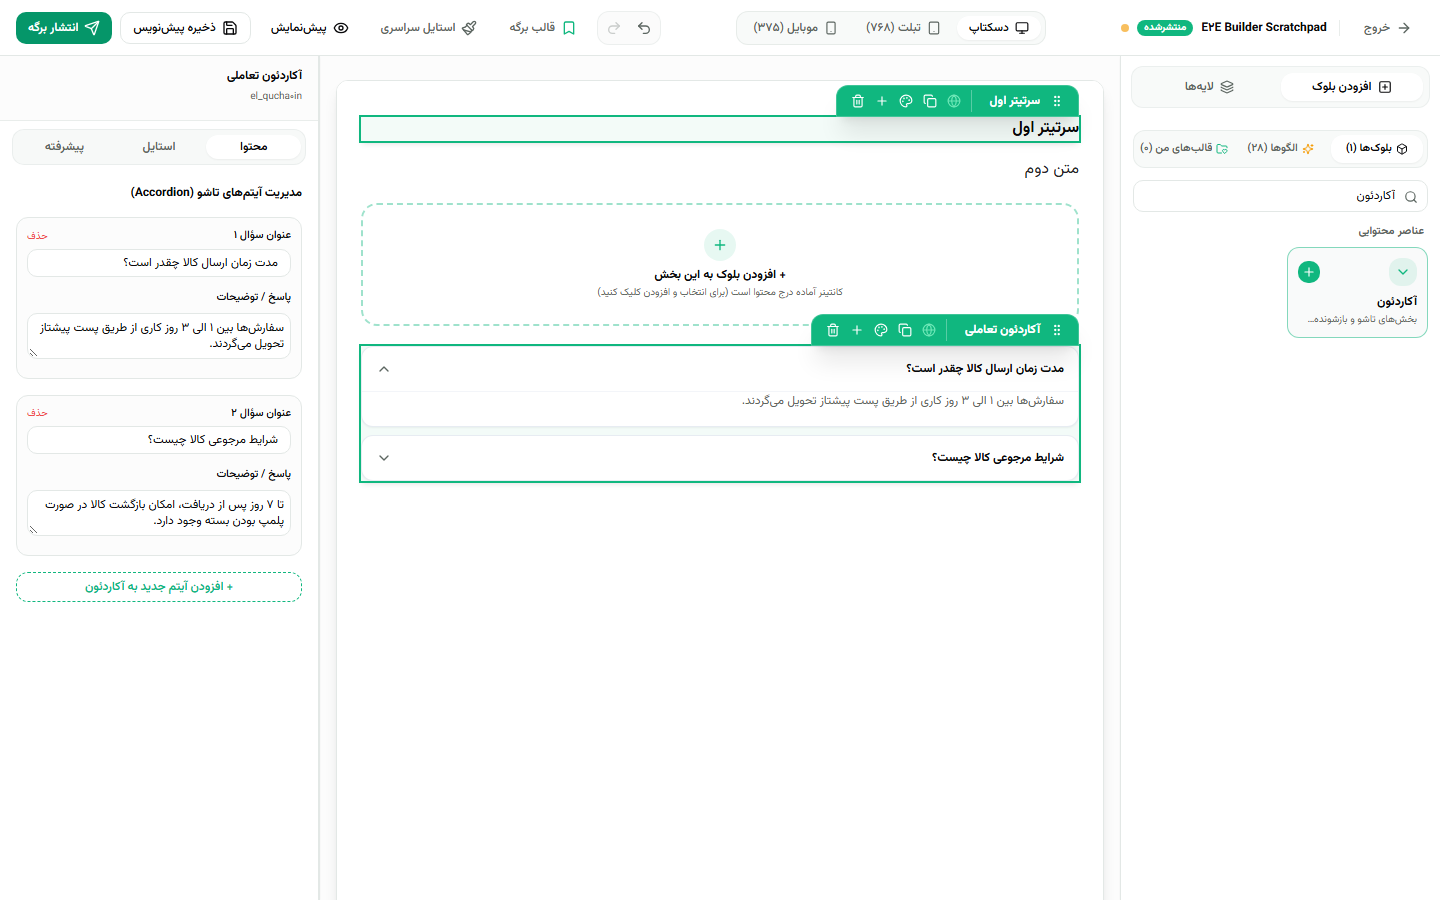 خروج
E۲E Builder Scratchpad
منتشرشده
دسکتاپ
تبلت (۷۶۸)
موبایل (۳۷۵)
قالب برگه
استایل سراسری
پیش‌نمایش
ذخیره پیش‌نویس
انتشار برگه
افزودن بلوک
لایه‌ها
بلوک‌ها (۱)
الگوها (۲۸)
قالب‌های من (۰)
آکاردئون
عناصر محتوایی
آکاردئون
بخش‌های تاشو و بازشونده...
سرتیتر اول
سرتیتر اول
متن دوم
+ افزودن بلوک به این بخش
کانتینر آماده درج محتوا است (برای انتخاب و افزودن کلیک کنید)
آکاردئون تعاملی
مدت زمان ارسال کالا چقدر است؟
سفارش‌ها بین ۱ الی ۳ روز کاری از طریق پست پیشتاز تحویل می‌گردند.
شرایط مرجوعی کالا چیست؟
آکاردئون تعاملی
el_qucha۰in
محتوا
استایل
پیشرفته
مدیریت آیتم‌های تاشو (Accordion)
عنوان سؤال ۱
حذف
مدت زمان ارسال کالا چقدر است؟
پاسخ / توضیحات
سفارش‌ها بین ۱ الی ۳ روز کاری از طریق پست پیشتاز
تحویل می‌گردند.
عنوان سؤال ۲
حذف
شرایط مرجوعی کالا چیست؟
پاسخ / توضیحات
تا ۷ روز پس از دریافت، امکان بازگشت کالا در صورت
پلمپ بودن بسته وجود دارد.
+ افزودن آیتم جدید به آکاردئون